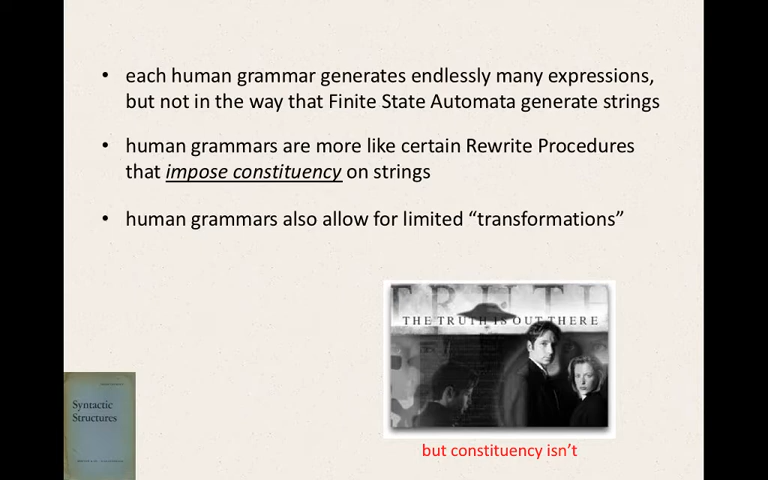 • each human grammar generates endlessly many expressions,
but not in the way that Finite State Automata generate strings
• human grammars are more like certain Rewrite Procedures
that impose constituency on strings
• human grammars also allow for limited “transformations”
TRUTH
THE TRUTH IS OUT THERE
Syntactic
Structures
but constituency isn’t